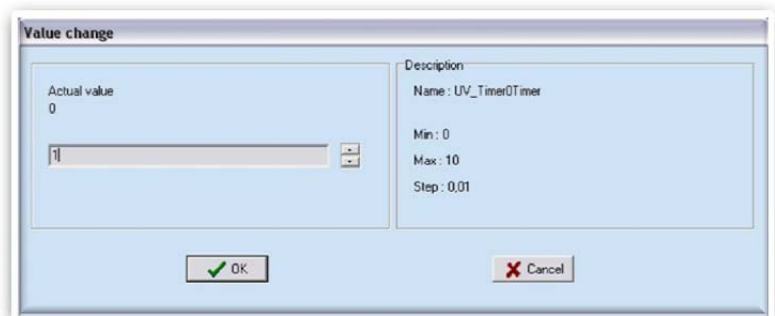 Value change
Actual value
0
1
Description
Name : UV_Timer0Timer
Min : 0
Max : 10
Step : 0,01
OK
Cancel